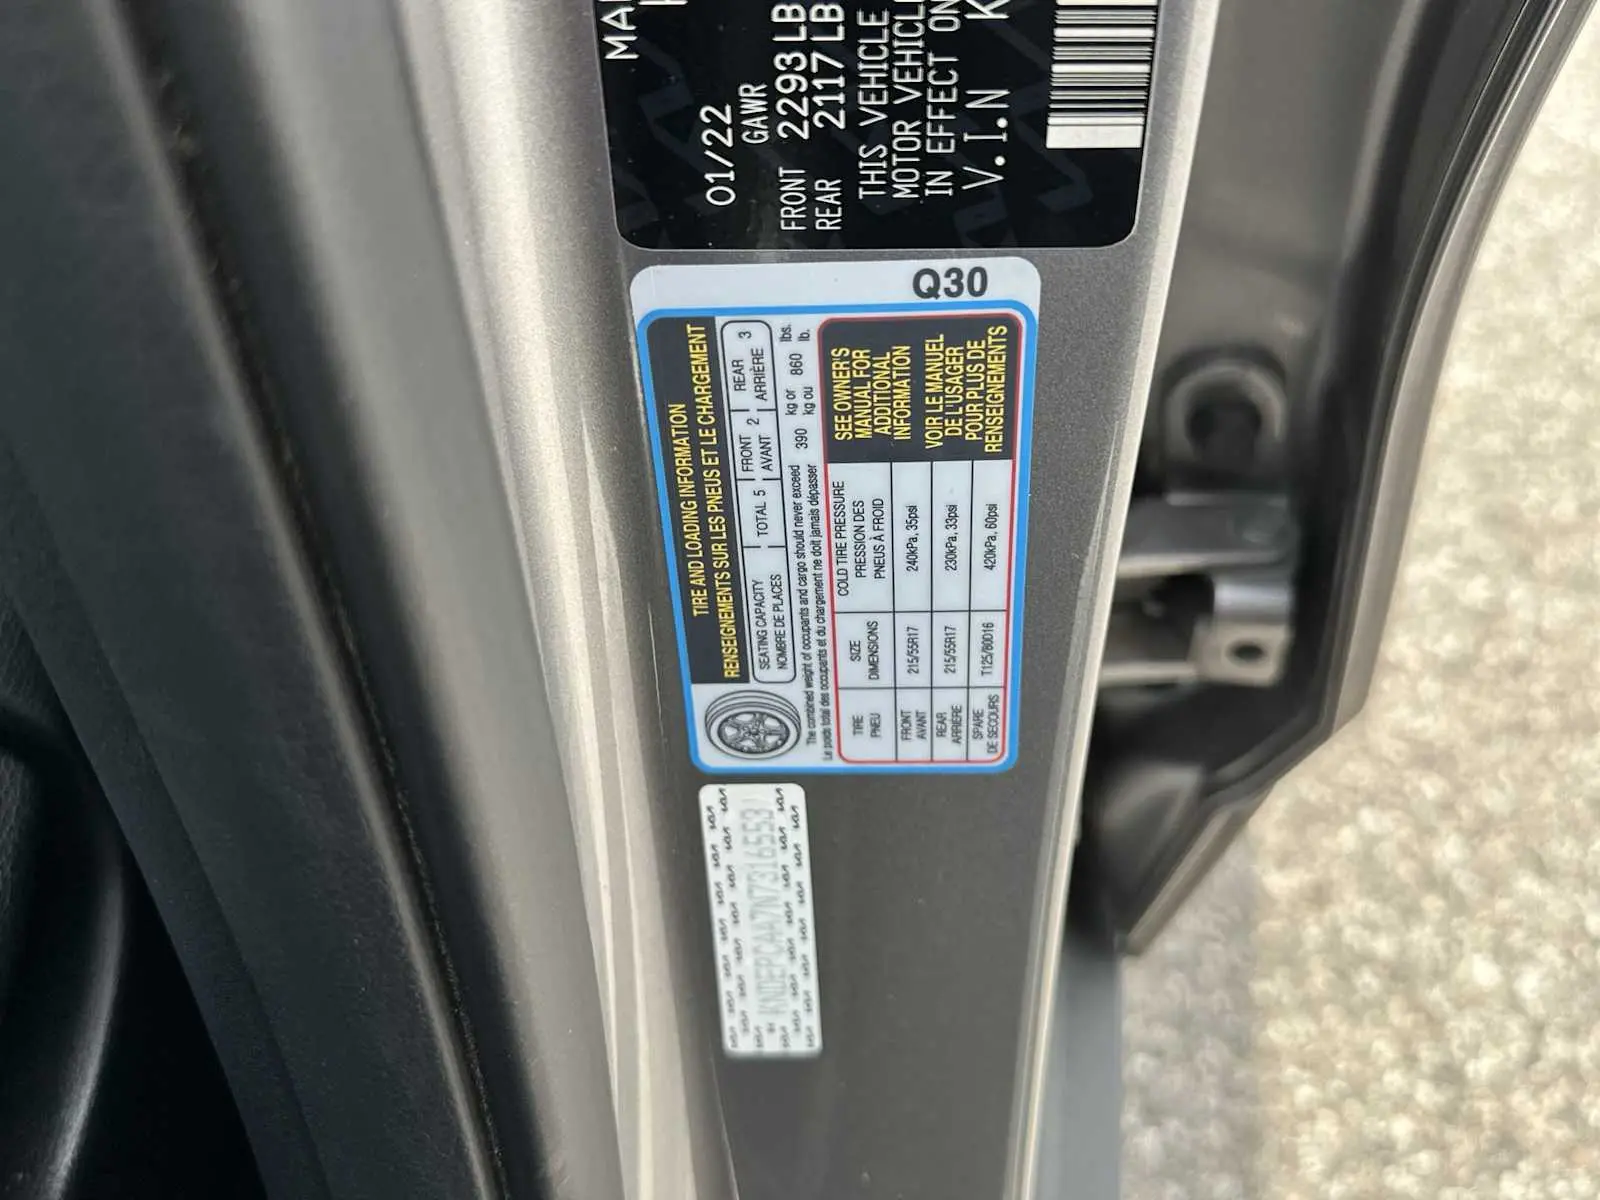 MA
01/22
GAWR
FRONT 2293 LB
REAR 2117 LB
THIS VEHICLE
MOTOR VEHICL
IN EFFECT ON
V.I.N K
Q30
TIRE AND LOADING INFORMATION
RENSEIGNEMENTS SUR LES PNEUS ET LE CHARGEMENT
SEATING CAPACITY TOTAL 5 FRONT 2 REAR 3
NOMBRE DE PLACES AVANT ARRIÈRE
The combined weight of occupants and cargo should never exceed 390 kg or 860 lbs.
Le poids total des occupants et du chargement ne doit jamais dépasser kg ou lb.
TIRE SIZE COLD TIRE PRESSURE
PNEU DIMENSIONS PRESSION DES
PNEUS À FROID
FRONT 215/55R17 240kPa, 35psi
AVANT
REAR 215/55R17 230kPa, 33psi
ARRIÈRE
SPARE T125/80D16 420kPa, 60psi
DE SECOURS
SEE OWNER'S
MANUAL FOR
ADDITIONAL
INFORMATION
VOIR LE MANUEL
DE L'USAGER
POUR PLUS DE
RENSEIGNEMENTS
KNDEPCAA7N7316553